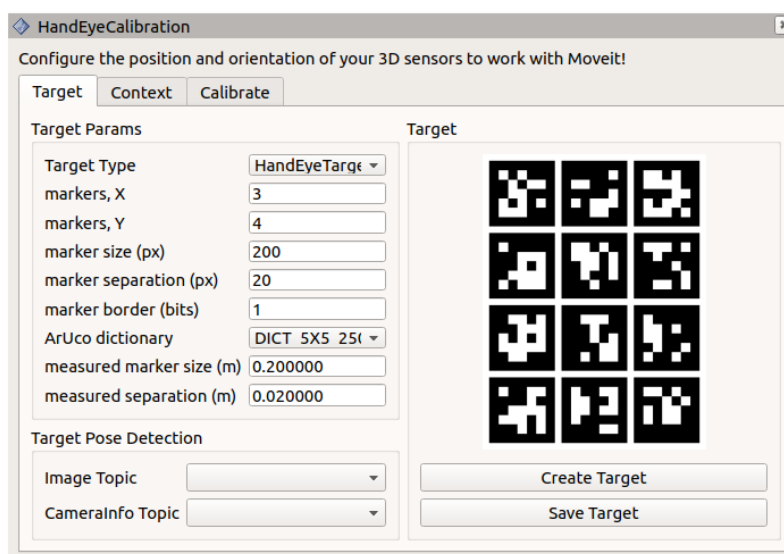 HandEyeCalibration
Configure the position and orientation of your 3D sensors to work with Moveit!
Target Context Calibrate
Target Params
Target Type HandEyeTarge
markers, X 3
markers, Y 4
marker size (px) 200
marker separation (px) 20
marker border (bits) 1
ArUco dictionary DICT_5X5_25
measured marker size (m) 0.200000
measured separation (m) 0.020000
Target Pose Detection
Image Topic
CameraInfo Topic
Target
Create Target
Save Target